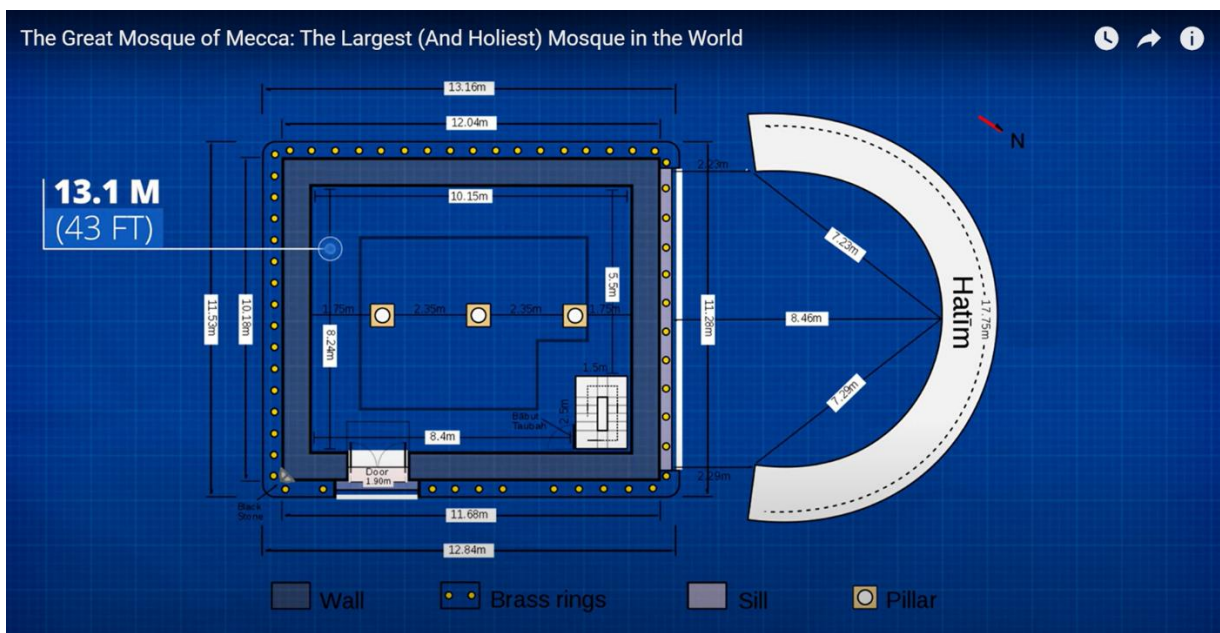 The Great Mosque of Mecca: The Largest (And Holiest) Mosque in the World
13.16m
12.04m
N
2.23m
13.1 M
(43 FT)
10.15m
7.23m
5.5m
1.75m
2.35m
2.35m
1.75m
11.53m
10.18m
8.24m
11.28m
8.46m
Hatīm
17.75m
1.5m
2.5m
Bābut
Taubah
7.29m
8.4m
Door
1.90m
2.29m
Black
Stone
11.68m
12.84m
Wall
Brass rings
Sill
Pillar